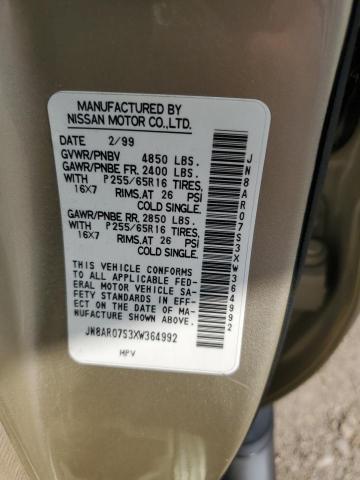 MANUFACTURED BY
NISSAN MOTOR CO.,LTD.
DATE 2/99
GVWR/PNBV 4850 LBS.
GAWR/PNBE FR. 2400 LBS.
WITH P255/65R16 TIRES,
16X7 RIMS, AT 26 PSI
COLD SINGLE.
GAWR/PNBE RR. 2850 LBS.
WITH P255/65R16 TIRES,
16X7 RIMS, AT 26 PSI
COLD SINGLE.
THIS VEHICLE CONFORMS
TO ALL APPLICABLE FED-
ERAL MOTOR VEHICLE SA-
FETY STANDARDS IN EFF-
ECT ON THE DATE OF MA-
NUFACTURE SHOWN ABOVE.
JN8AR07S3XW364992
MPV
JN8AR07S3XW364992